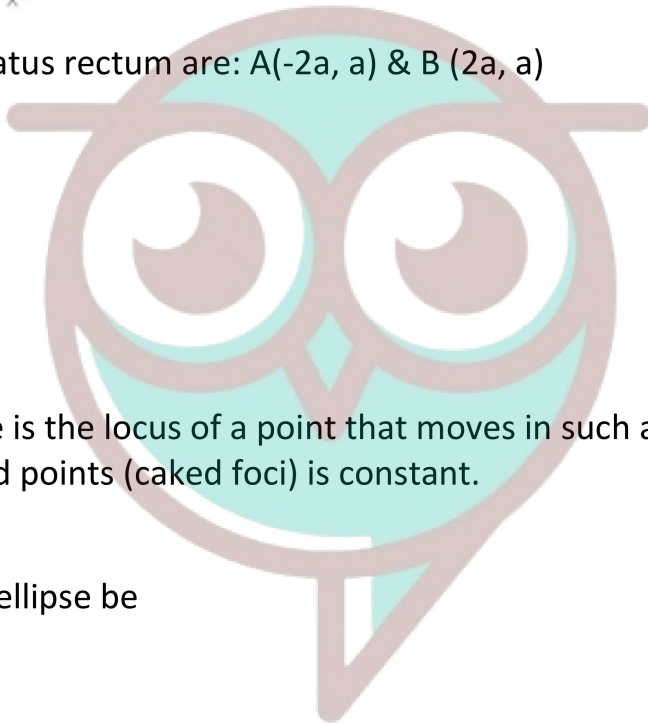 atus rectum are: A(-2a, a) & B (2a, a)
e is the locus of a point that moves in such a
d points (caked foci) is constant.
ellipse be